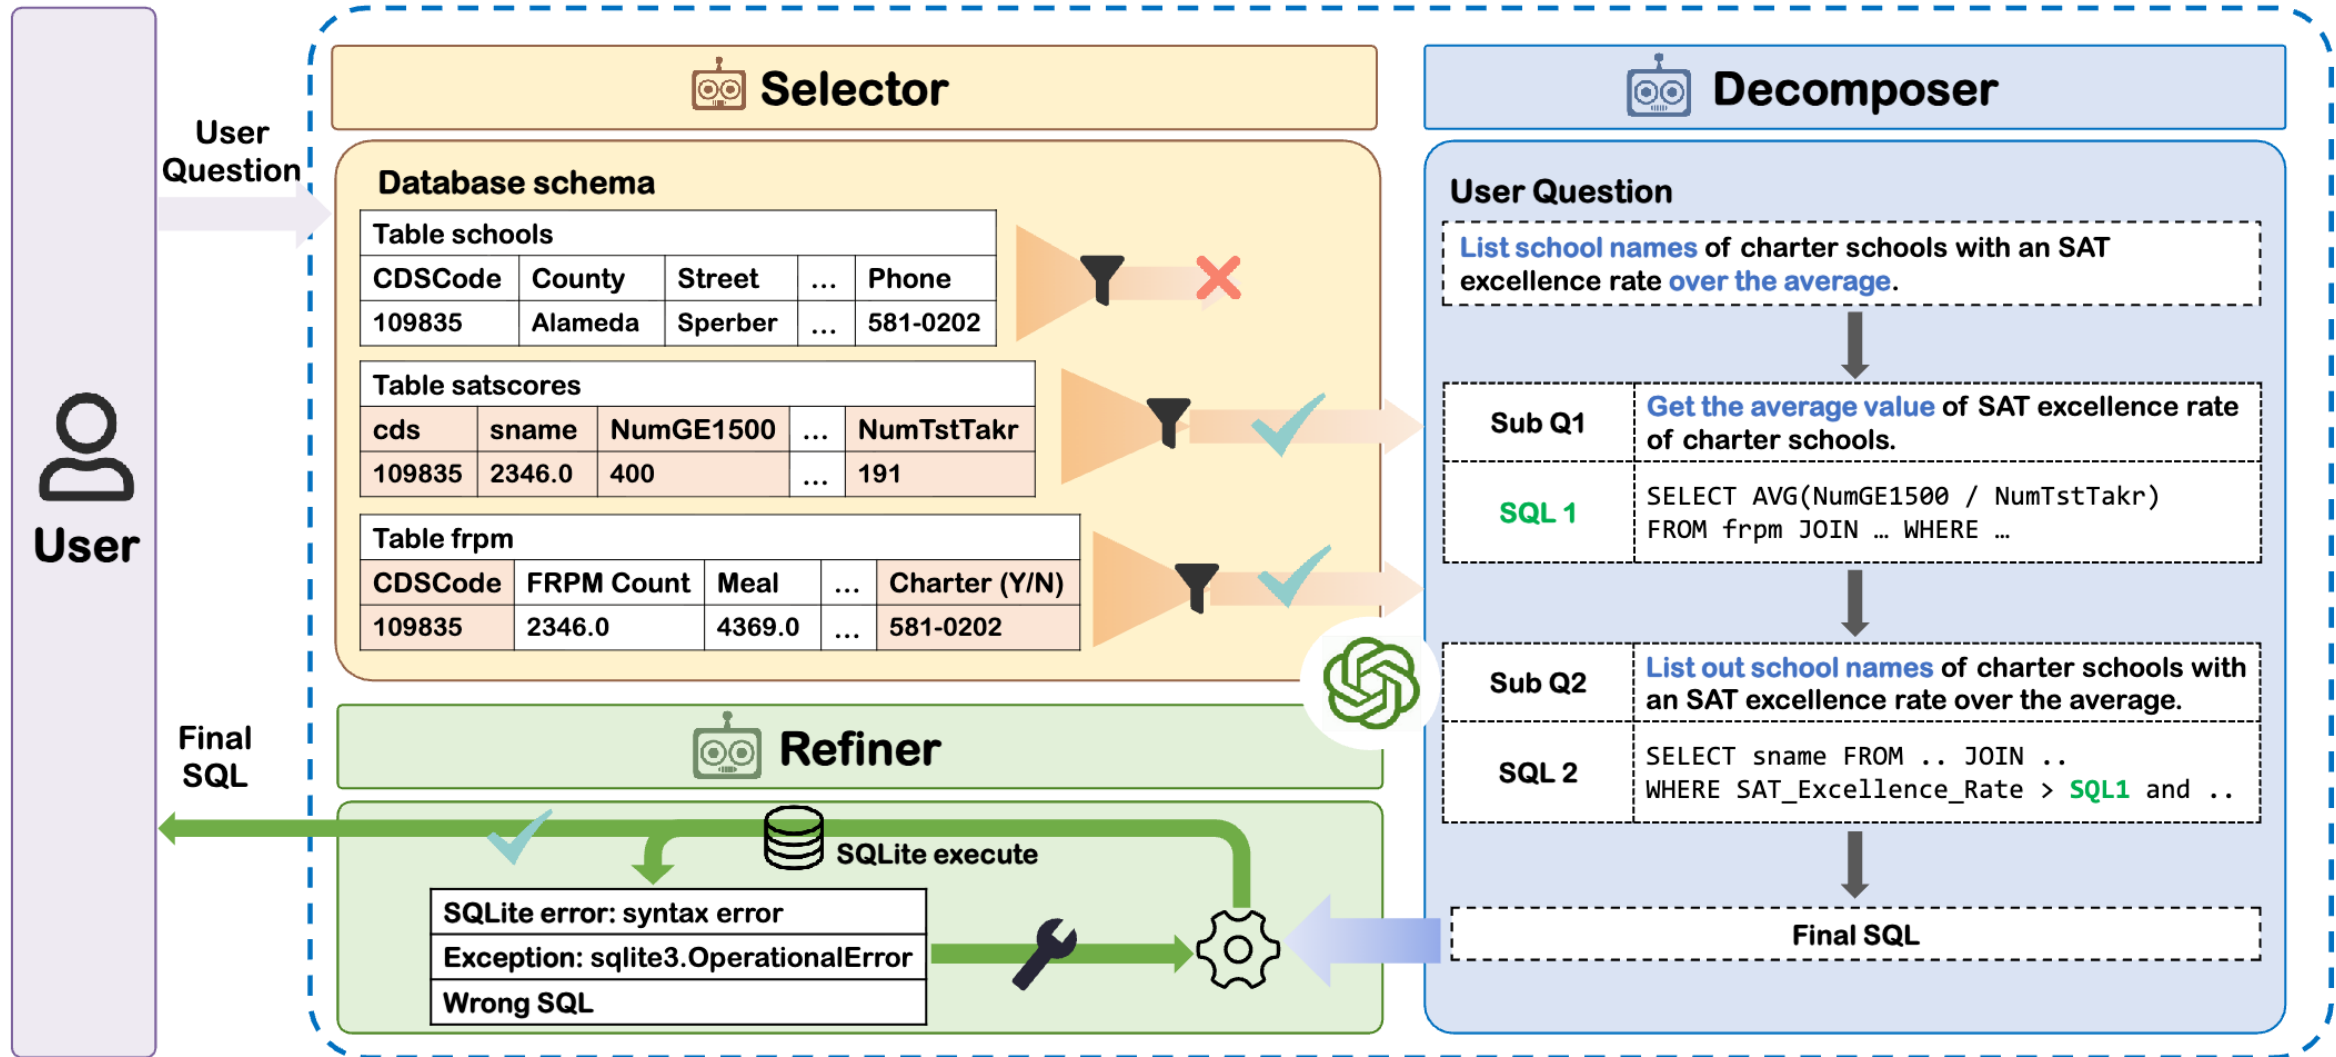 User
Question
User
Final
SQL
Selector
Database schema
Table schools
CDSCode County Street ... Phone
109835 Alameda Sperber ... 581-0202
Table satscores
cds sname NumGE1500 ... NumTstTakr
109835 2346.0 400 ... 191
Table frpm
CDSCode FRPM Count Meal ... Charter (Y/N)
109835 2346.0 4369.0 ... 581-0202
Refiner
SQLite execute
SQLite error: syntax error
Exception: sqlite3.OperationalError
Wrong SQL
Decomposer
User Question
List school names of charter schools with an SAT
excellence rate over the average.
Sub Q1
Get the average value of SAT excellence rate
of charter schools.
SQL 1
SELECT AVG(NumGE1500 / NumTstTakr)
FROM frpm JOIN … WHERE …
Sub Q2
List out school names of charter schools with
an SAT excellence rate over the average.
SQL 2
SELECT sname FROM .. JOIN ..
WHERE SAT_Excellence_Rate > SQL1 and ..
Final SQL